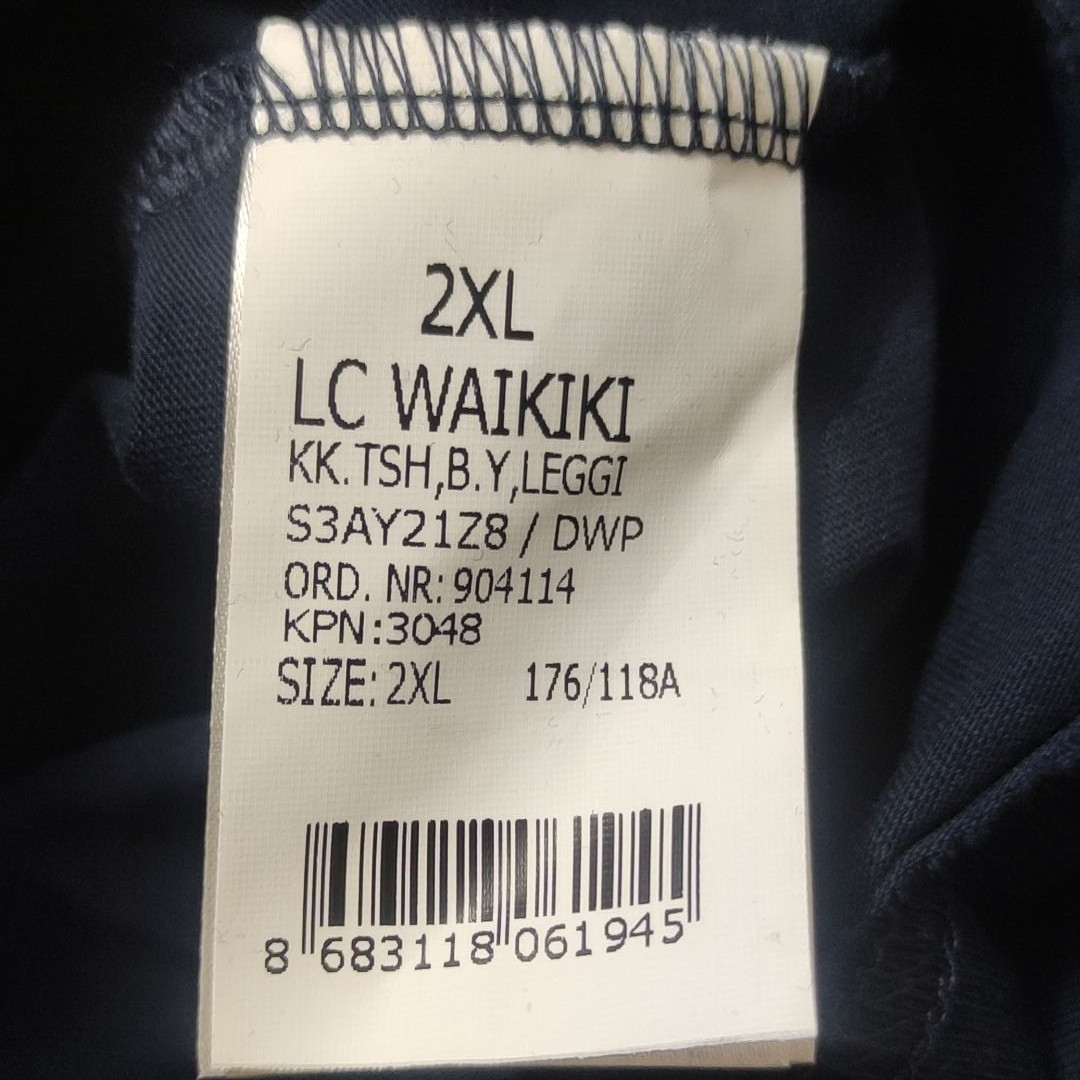 2XL
LC WAIKIKI
KK.TSH,B.Y,LEGGI
S3AY21Z8 / DWP
ORD. NR: 904114
KPN:3048
SIZE: 2XL 176/118A
8 683118 061945